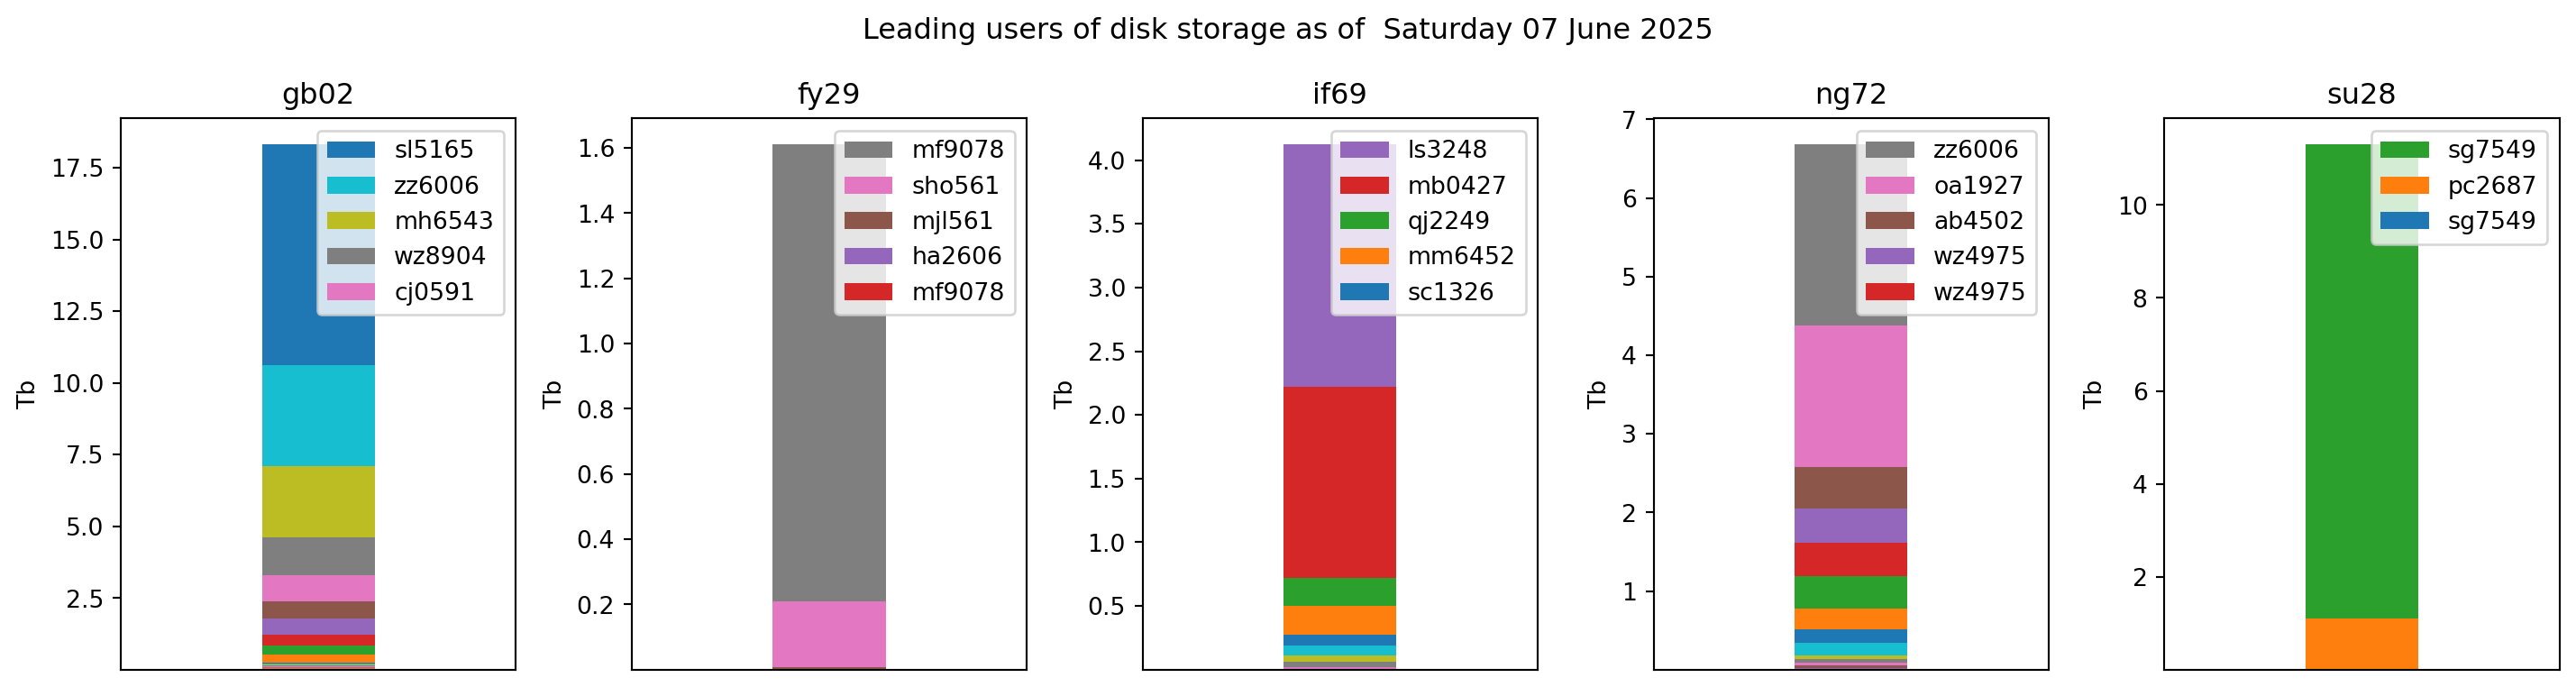 Leading users of disk storage as of  Saturday 07 June 2025
gb02
Tb
17.5
15.0
12.5
10.0
7.5
5.0
2.5
sl5165
zz6006
mh6543
wz8904
cj0591
fy29
Tb
1.6
1.4
1.2
1.0
0.8
0.6
0.4
0.2
mf9078
sho561
mjl561
ha2606
mf9078
if69
Tb
4.0
3.5
3.0
2.5
2.0
1.5
1.0
0.5
ls3248
mb0427
qj2249
mm6452
sc1326
ng72
Tb
7
6
5
4
3
2
1
zz6006
oa1927
ab4502
wz4975
wz4975
su28
Tb
10
8
6
4
2
sg7549
pc2687
sg7549